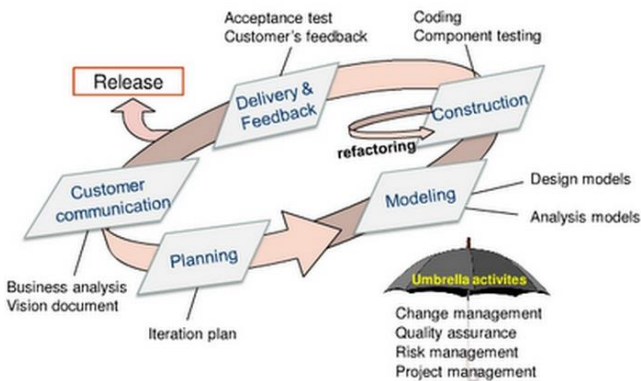 Acceptance test
Customer's feedback
Coding
Component testing
Release
Delivery &
Feedback
Construction
refactoring
Customer
communication
Modeling
Design models
Analysis models
Planning
Business analysis
Vision document
Iteration plan
Umbrella activites
Change management
Quality assurance
Risk management
Project management